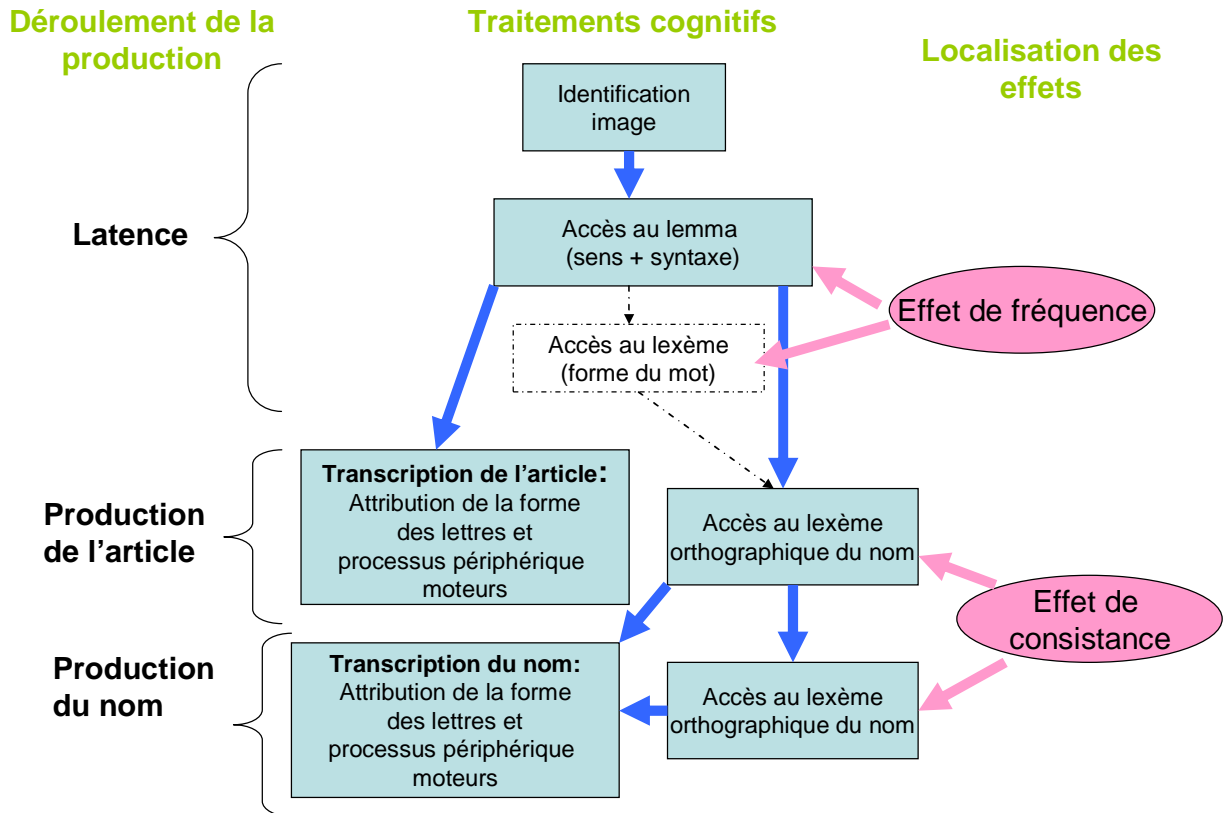 Déroulement de la
production
Traitements cognitifs
Localisation des
effets
Identification
image
Latence
Accès au lemma
(sens + syntaxe)
Effet de fréquence
Accès au lexème
(forme du mot)
Production
de l’article
Transcription de l’article:
Attribution de la forme
des lettres et
processus périphérique
moteurs
Accès au lexème
orthographique du nom
Effet de
consistance
Production
du nom
Transcription du nom:
Attribution de la forme
des lettres et
processus périphérique
moteurs
Accès au lexème
orthographique du nom